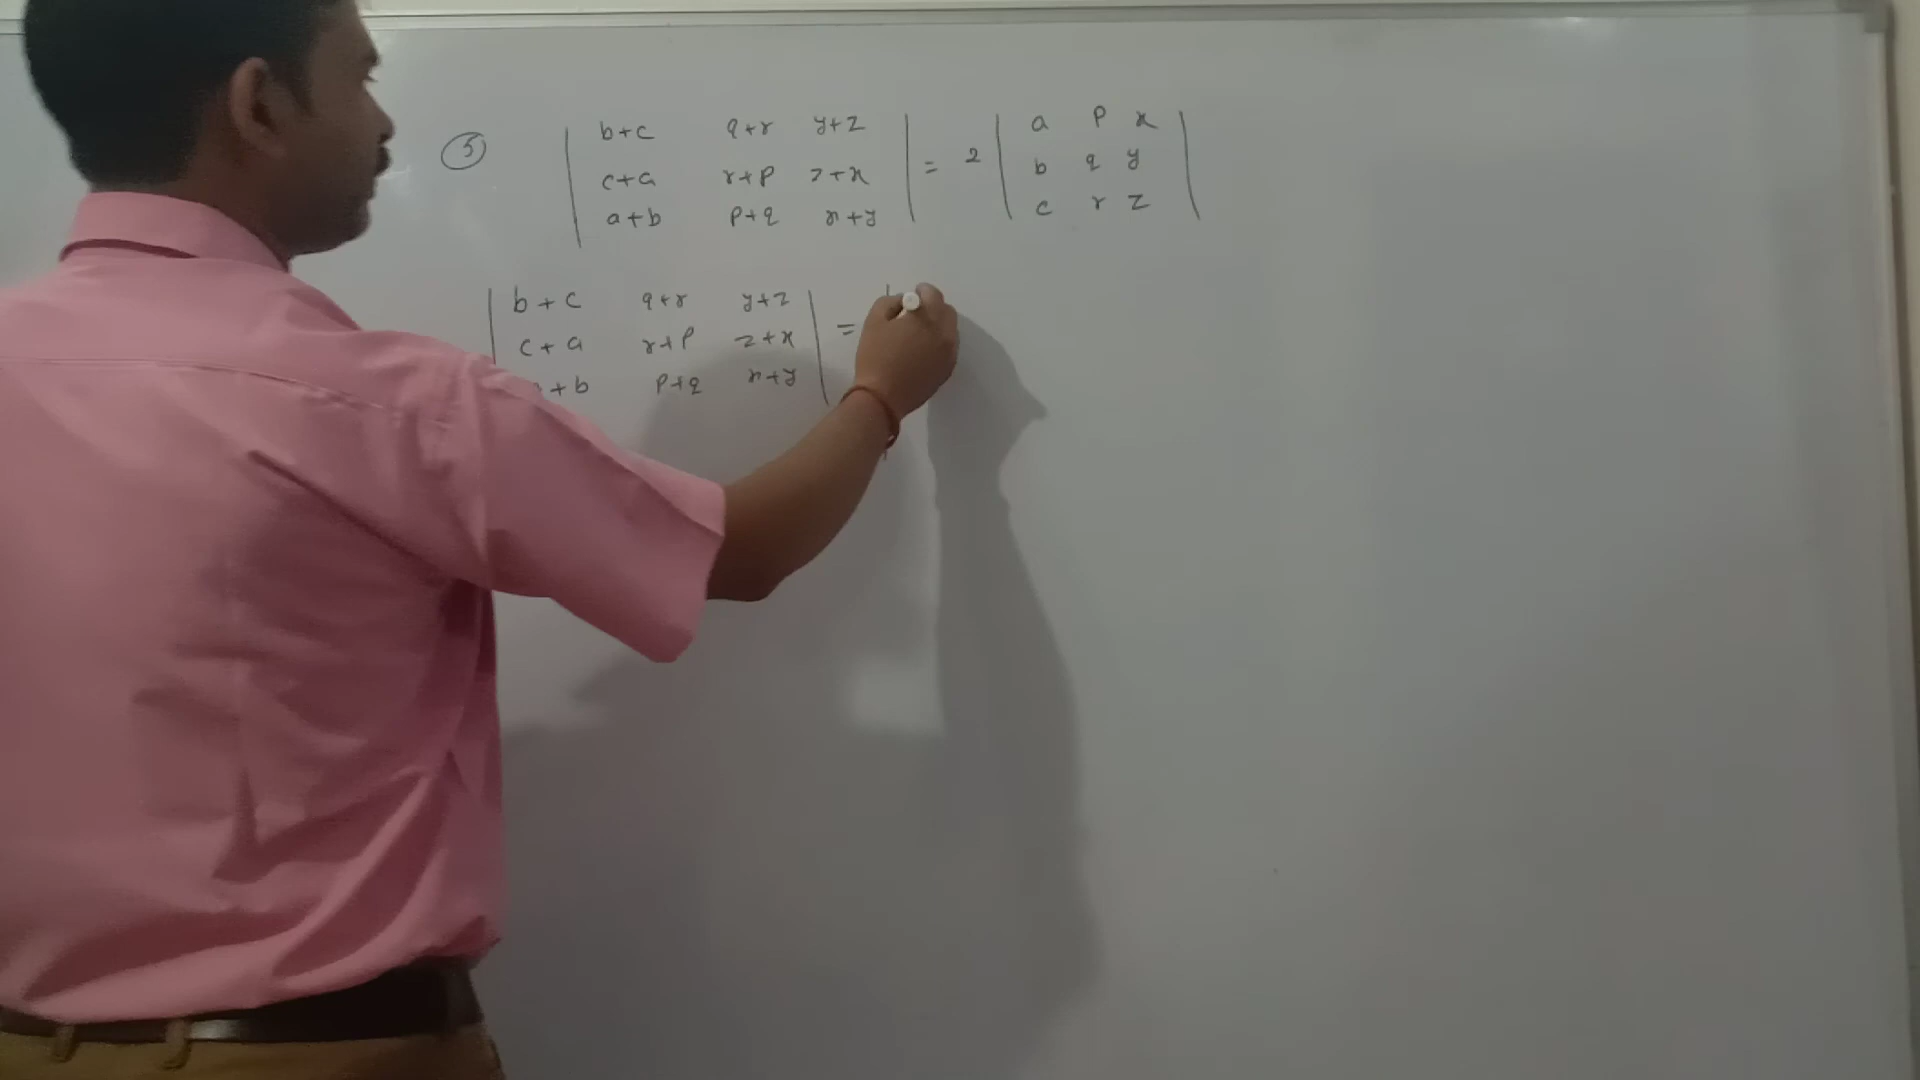 (5) | b+c q+r y+z | = 2 | a p x |
| c+a r+p z+x | | b q y |
| a+b p+q x+y | | c r z |
| b+c q+r y+z | =
| c+a r+p z+x |
+b p+q x+y |